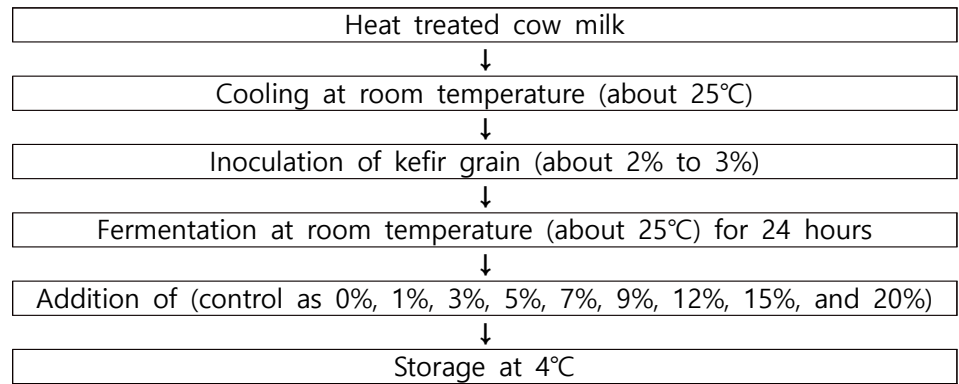 Heat treated cow milk
↓
Cooling at room temperature (about 25℃)
↓
Inoculation of kefir grain (about 2% to 3%)
↓
Fermentation at room temperature (about 25℃) for 24 hours
↓
Addition of (control as 0%, 1%, 3%, 5%, 7%, 9%, 12%, 15%, and 20%)
↓
Storage at 4℃